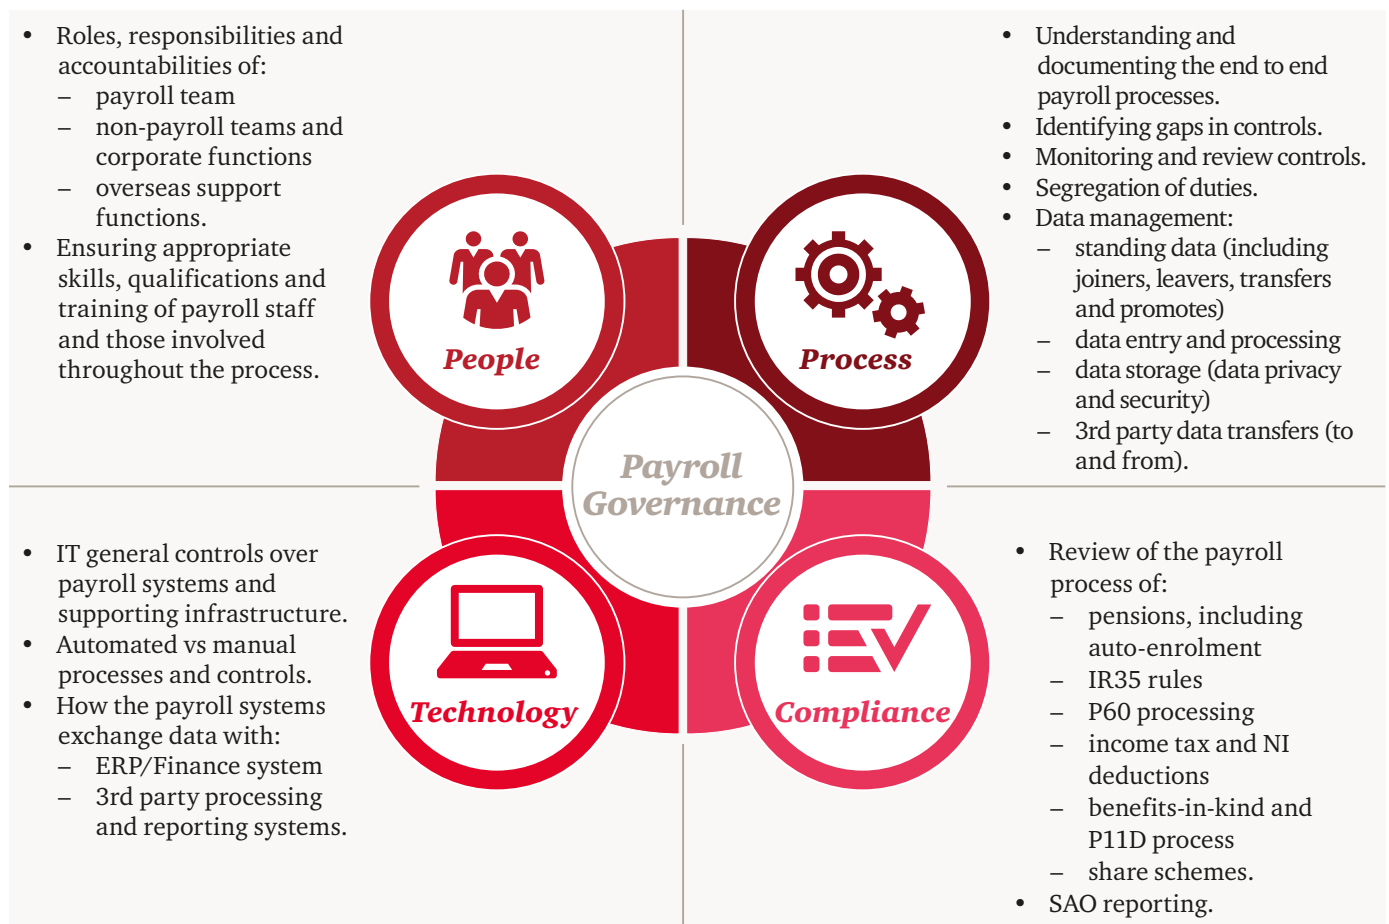 • Roles, responsibilities and
accountabilities of:
– payroll team
– non-payroll teams and
corporate functions
– overseas support
functions.
• Ensuring appropriate
skills, qualifications and
training of payroll staff
and those involved
throughout the process.
• Understanding and
documenting the end to end
payroll processes.
• Identifying gaps in controls.
• Monitoring and review controls.
• Segregation of duties.
• Data management:
– standing data (including
joiners, leavers, transfers
and promotes)
– data entry and processing
– data storage (data privacy
and security)
– 3rd party data transfers (to
and from).
People
Process
Payroll
Governance
Technology
Compliance
• IT general controls over
payroll systems and
supporting infrastructure.
• Automated vs manual
processes and controls.
• How the payroll systems
exchange data with:
– ERP/Finance system
– 3rd party processing
and reporting systems.
• Review of the payroll
process of:
– pensions, including
auto-enrolment
– IR35 rules
– P60 processing
– income tax and NI
deductions
– benefits-in-kind and
P11D process
– share schemes.
• SAO reporting.